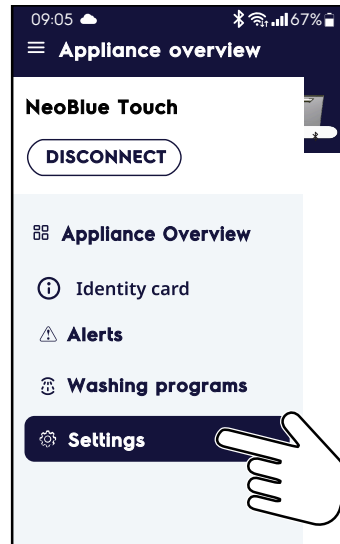 09:05 67%
Appliance overview
NeoBlue Touch
DISCONNECT
Appliance Overview
Identity card
Alerts
Washing programs
Settings